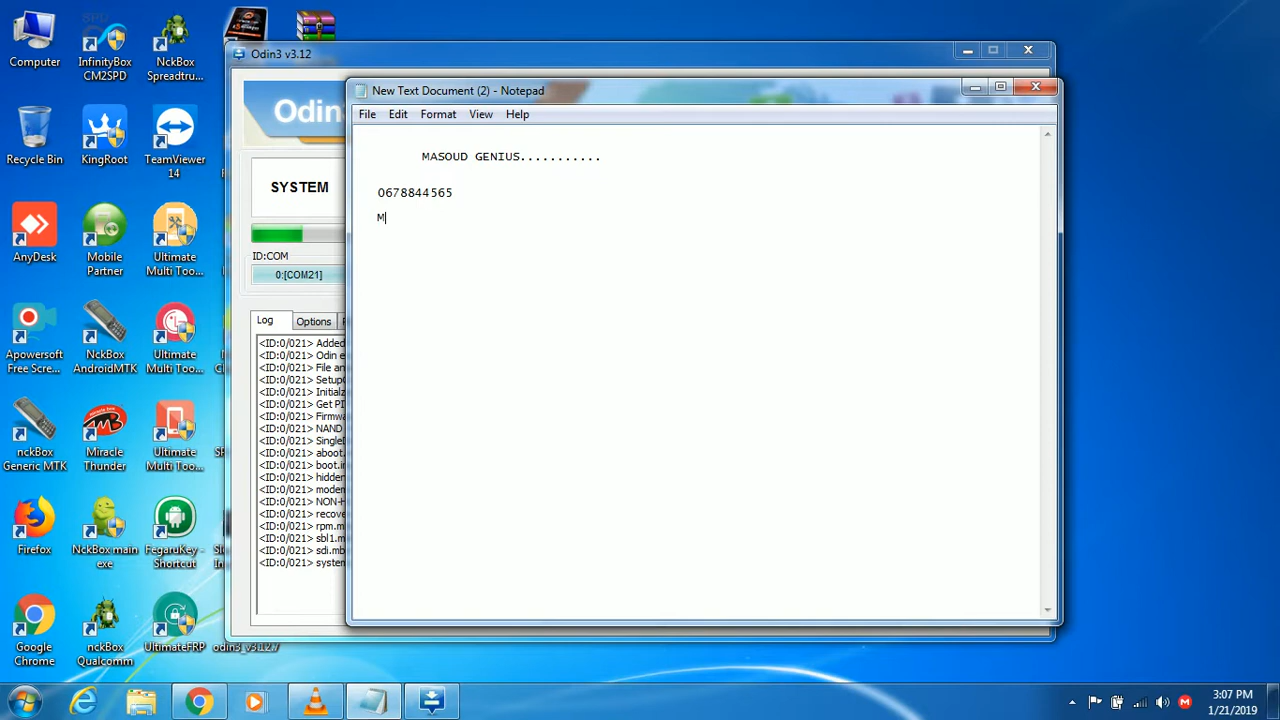 Computer
InfinityBox
CM2SPD
NckBox
Spreadtru...
Recycle Bin
KingRoot
TeamViewer
14
AnyDesk
Mobile
Partner
Ultimate
Multi Too...
Apowersoft
Free Scre...
NckBox
AndroidMTK
Ultimate
Multi Too...
nckBox
Generic MTK
Miracle
Thunder
Ultimate
Multi Too...
Firefox
NckBox main
exe
FegaruKey -
Shortcut
Google
Chrome
nckBox
Qualcomm
UltimateFRP
odin3_v3.12.7
Odin3 v3.12
Odin
SYSTEM
ID:COM
0:[COM21]
Log
Options
<ID:0/021> Added
<ID:0/021> Odin e
<ID:0/021> File an
<ID:0/021> SetupC
<ID:0/021> Initialz
<ID:0/021> Get PI
<ID:0/021> Firmwa
<ID:0/021> NAND
<ID:0/021> SingleD
<ID:0/021> aboot.
<ID:0/021> boot.in
<ID:0/021> hidden
<ID:0/021> modem
<ID:0/021> NON-H
<ID:0/021> recove
<ID:0/021> rpm.m
<ID:0/021> sbl1.m
<ID:0/021> sdi.mb
<ID:0/021> system
New Text Document (2) - Notepad
File Edit Format View Help
MASOUD GENIUS...........
0678844565
M
3:07 PM
1/21/2019